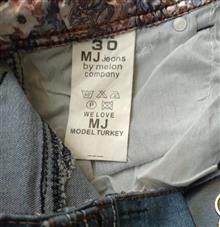 30
MJ Jeans
by melon
company
WE LOVE
MJ
MODEL TURKEY